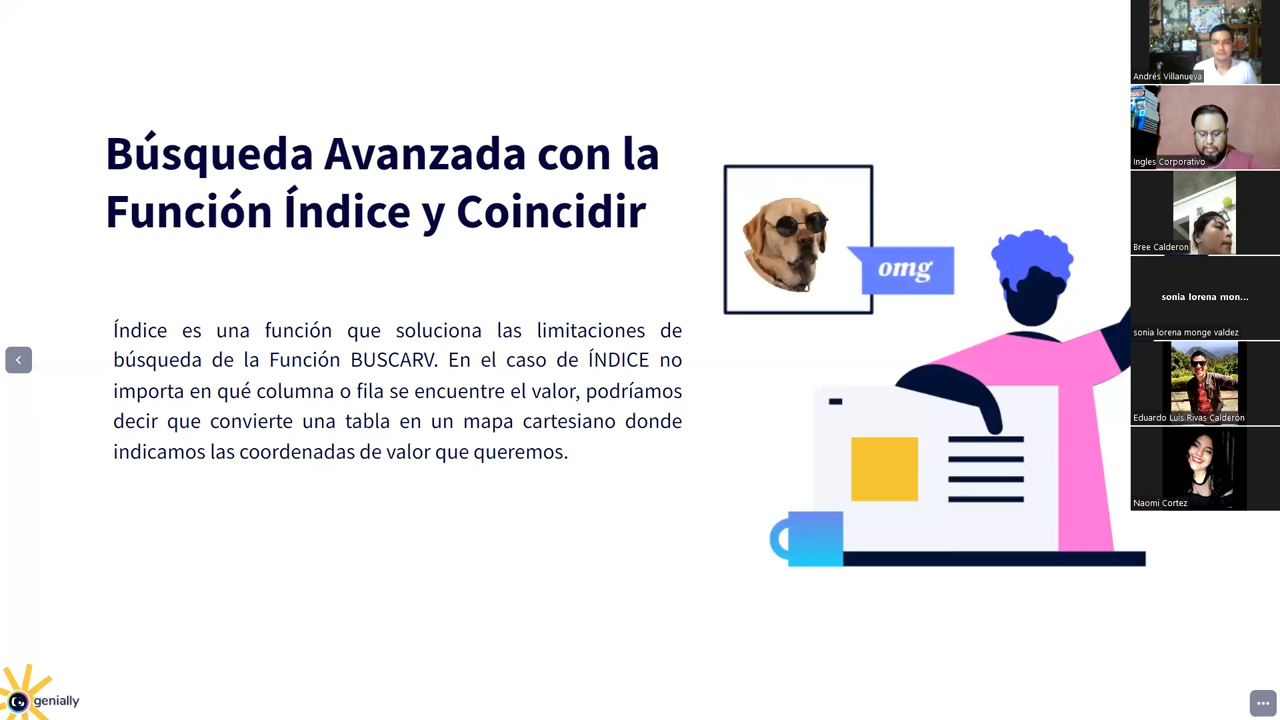 Búsqueda Avanzada con la
Función Índice y Coincidir
Índice es una función que soluciona las limitaciones de
búsqueda de la Función BUSCARV. En el caso de ÍNDICE no
importa en qué columna o fila se encuentre el valor, podríamos
decir que convierte una tabla en un mapa cartesiano donde
indicamos las coordenadas de valor que queremos.
omg
genially
Andrés Villanueva
Ingles Corporativo
Bree Calderon
sonia lorena mon...
sonia lorena monge valdez
Eduardo Luis Rivas Calderón
Naomi Cortez